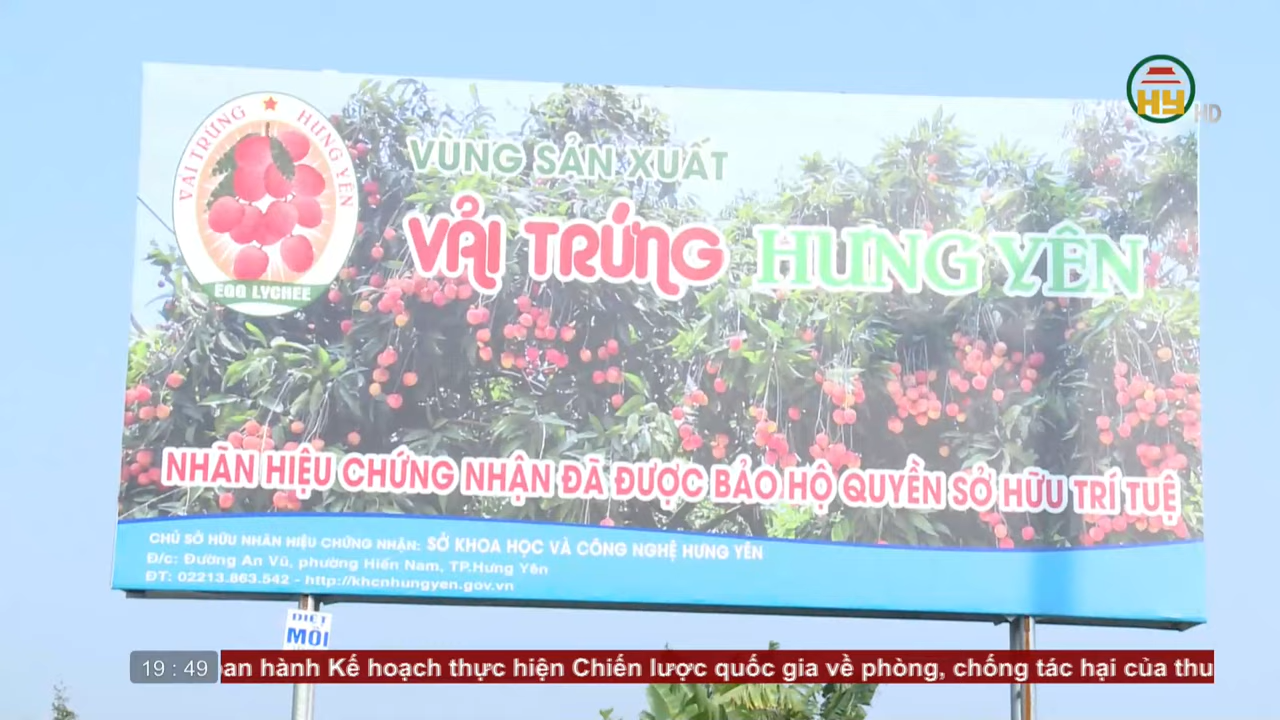 VẢI TRỨNG HƯNG YÊN
EGG LYCHEE
HY HD
VÙNG SẢN XUẤT
VẢI TRỨNG HƯNG YÊN
NHÃN HIỆU CHỨNG NHẬN ĐÃ ĐƯỢC BẢO HỘ QUYỀN SỞ HỮU TRÍ TUỆ
CHỦ SỞ HỮU NHÃN HIỆU CHỨNG NHẬN: SỞ KHOA HỌC VÀ CÔNG NGHỆ HƯNG YÊN
Đ/c: Đường An Vũ, phường Hiến Nam, TP.Hưng Yên
ĐT: 02213.863.542 - http://khcnhungyen.gov.vn
DIỆT
MỐI
19 : 49 ban hành Kế hoạch thực hiện Chiến lược quốc gia về phòng, chống tác hại của thu